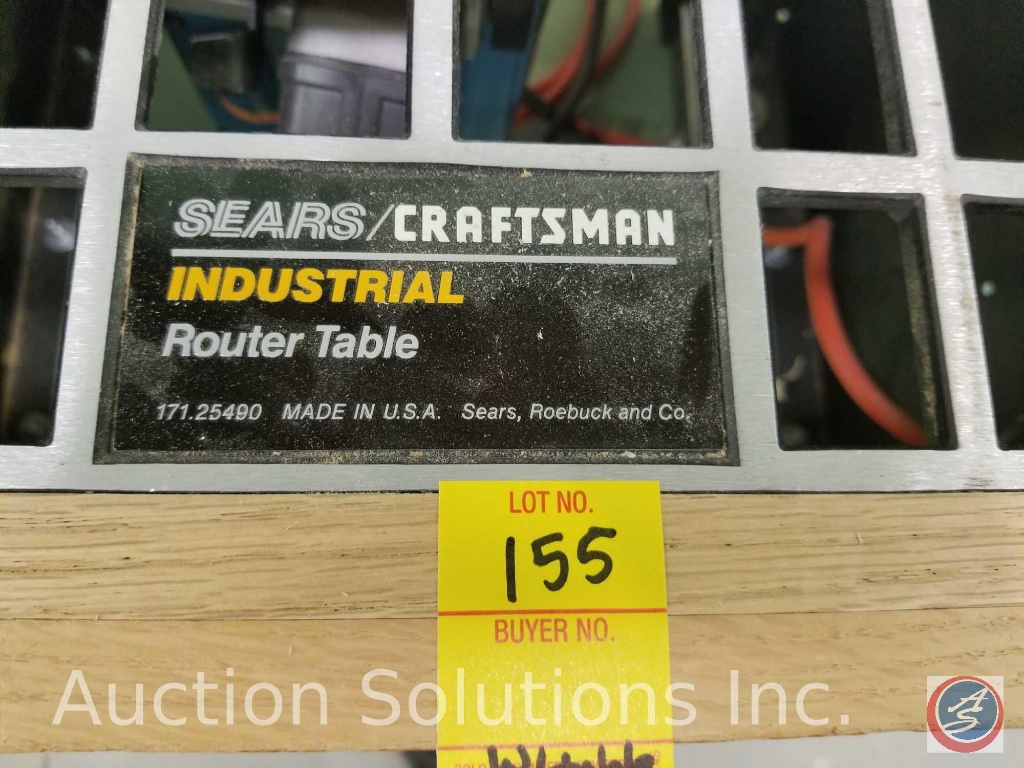 SEARS/CRAFTSMAN
INDUSTRIAL
Router Table
171.25490 MADE IN U.S.A. Sears, Roebuck and Co.
LOT NO.
155
BUYER NO.
Auction Solutions Inc.
AS